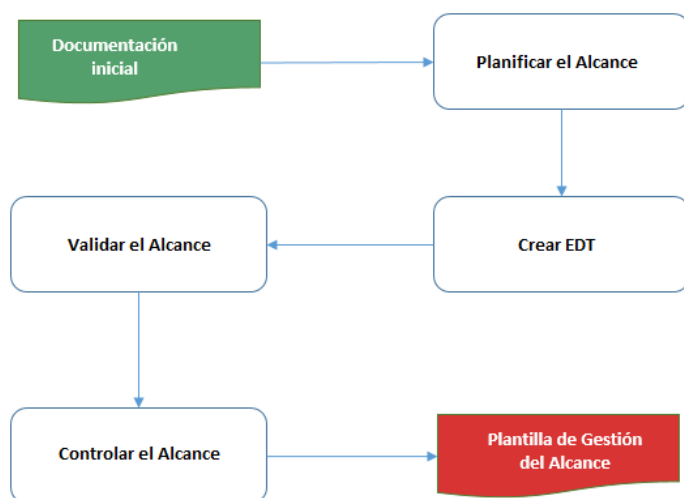 Documentación
inicial
Planificar el Alcance
Validar el Alcance
Crear EDT
Controlar el Alcance
Plantilla de Gestión
del Alcance